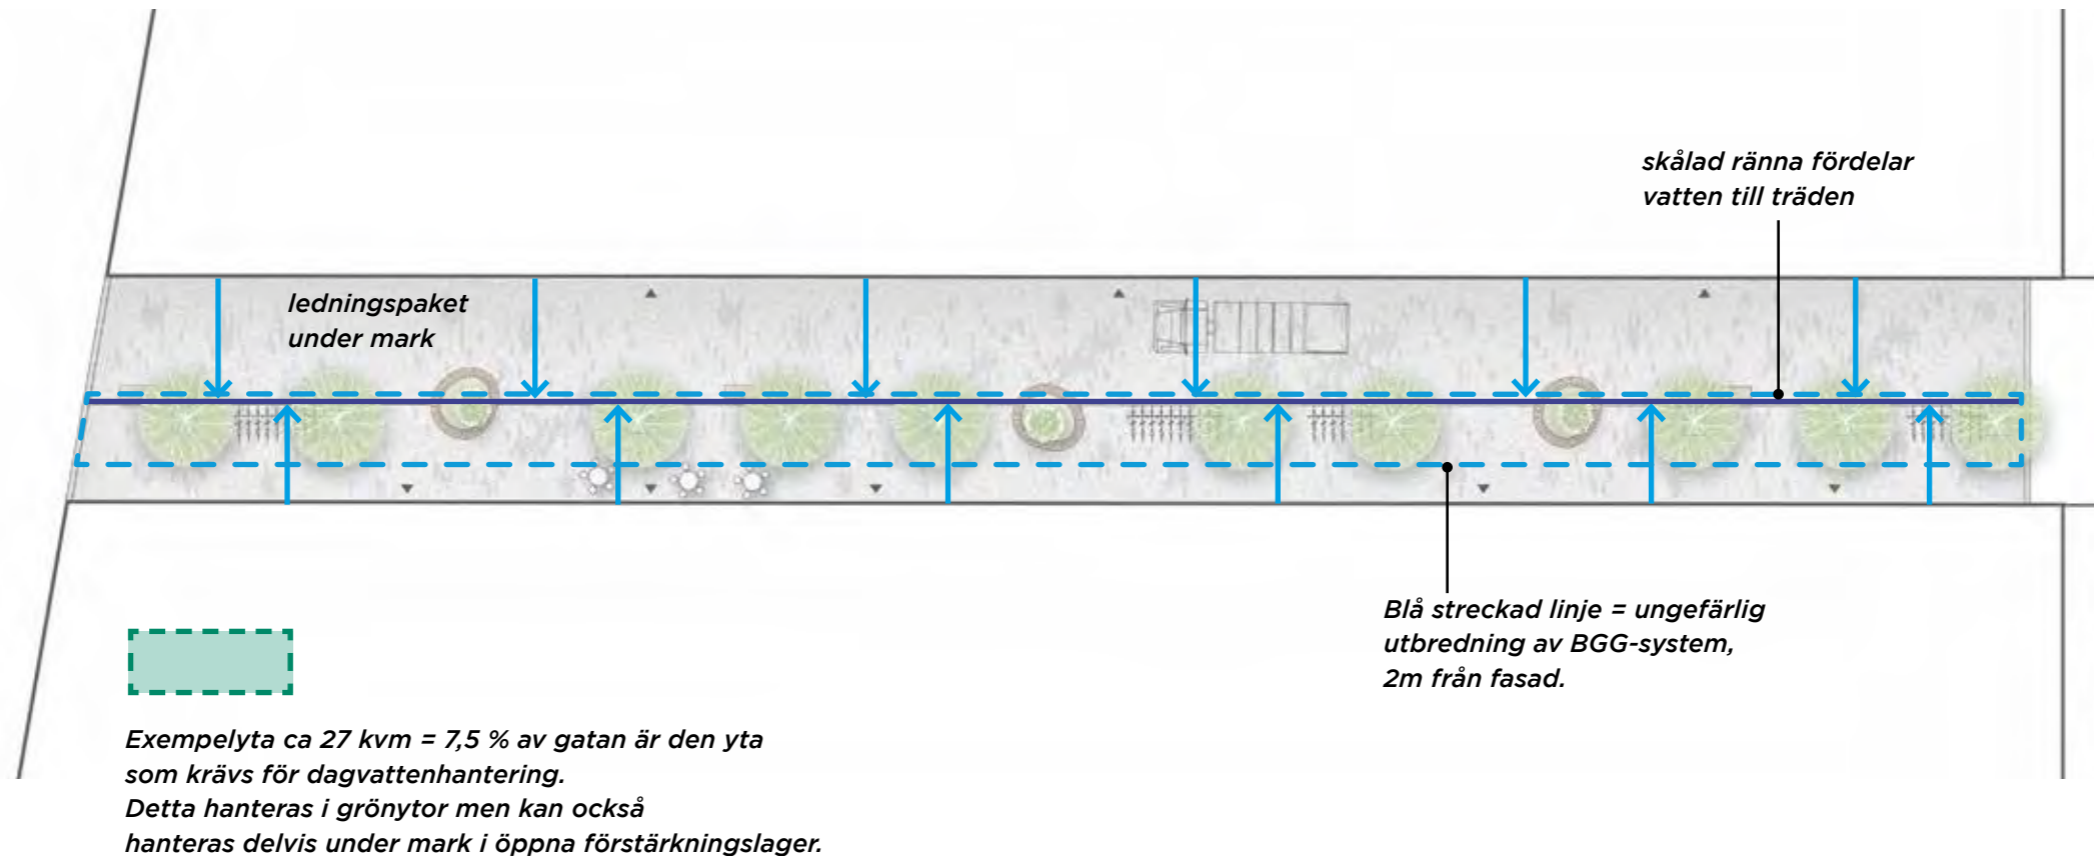 skålad ränna fördelar
vatten till träden
ledningspaket
under mark
Blå streckad linje = ungefärlig
utbredning av BGG-system,
2m från fasad.
Exempelyta ca 27 kvm = 7,5 % av gatan är den yta
som krävs för dagvattenhantering.
Detta hanteras i grönytor men kan också
hanteras delvis under mark i öppna förstärkningslager.